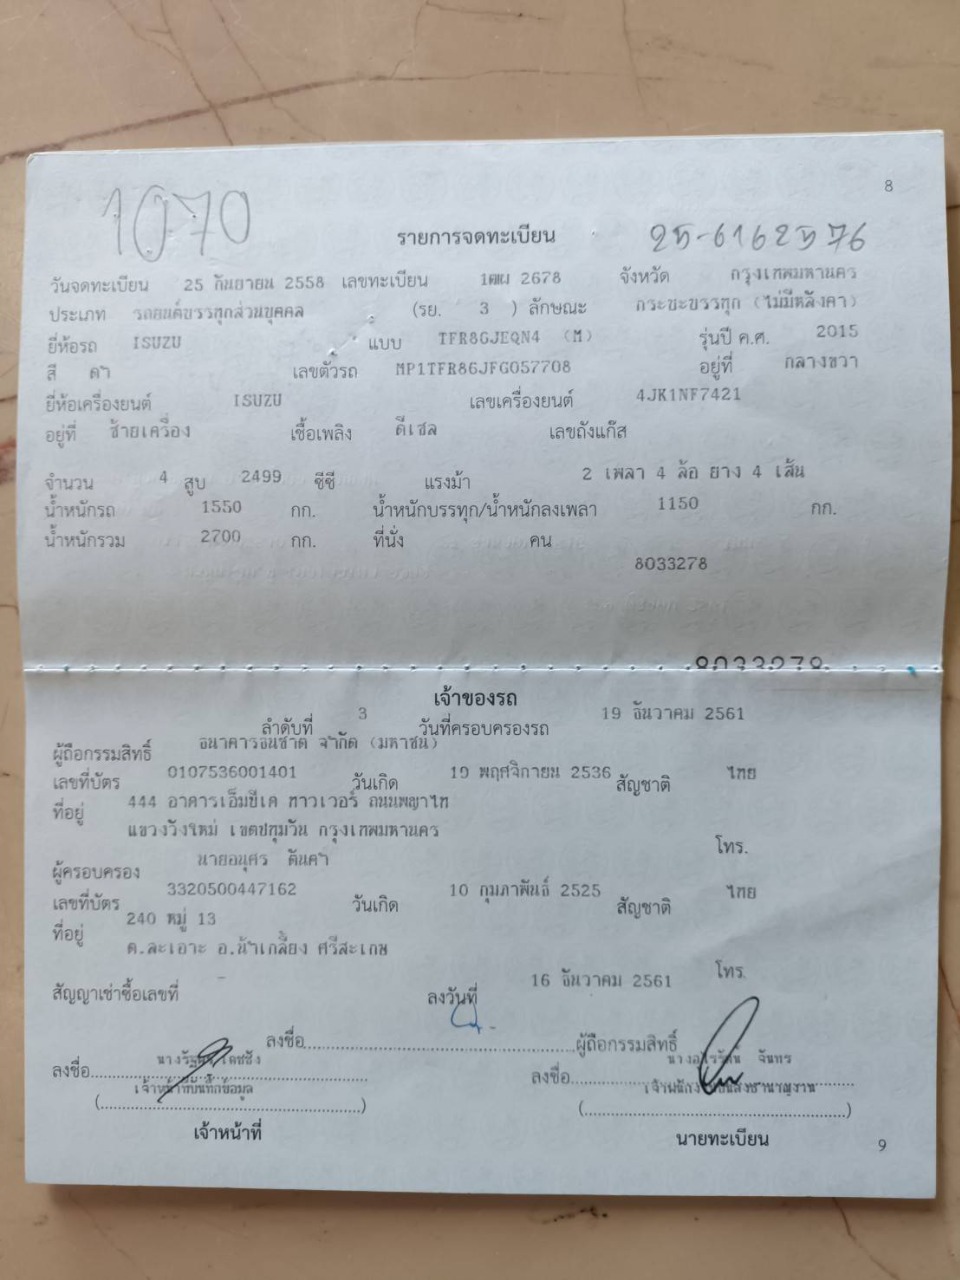 8
1070
รายการจดทะเบียน 25-6162576
วันจดทะเบียน 25 กันยายน 2558 เลขทะเบียน 1ฒผ 2678 จังหวัด กรุงเทพมหานคร
ประเภท รถยนต์บรรทุกส่วนบุคคล (รย. 3 ) ลักษณะ กระบะบรรทุก (ไม่มีหลังคา)
ยี่ห้อรถ ISUZU แบบ TFR86JEQN4 (M) รุ่นปี ค.ศ. 2015
สี ดำ เลขตัวรถ MP1TFR86JFG057708 อยู่ที่ กลางขวา
ยี่ห้อเครื่องยนต์ ISUZU เลขเครื่องยนต์ 4JK1NF7421
อยู่ที่ ซ้ายเครื่อง เชื้อเพลิง ดีเซล เลขถังแก๊ส
จำนวน 4 สูบ 2499 ซีซี แรงม้า 2 เพลา 4 ล้อ ยาง 4 เส้น
น้ำหนักรถ 1550 กก. น้ำหนักบรรทุก/น้ำหนักลงเพลา 1150 กก.
น้ำหนักรวม 2700 กก. ที่นั่ง คน
8033278
8033278
เจ้าของรถ
ลำดับที่ 3 วันที่ครอบครองรถ 19 ธันวาคม 2561
ผู้ถือกรรมสิทธิ์ ธนาคารธนชาต จำกัด (มหาชน)
เลขที่บัตร 0107536001401 วันเกิด 10 พฤศจิกายน 2536 สัญชาติ ไทย
ที่อยู่ 444 อาคารเอ็มบีเค ทาวเวอร์ ถนนพญาไท
แขวงวังใหม่ เขตปทุมวัน กรุงเทพมหานคร
โทร.
ผู้ครอบครอง นายอนุศร
เลขที่บัตร 3320500447162 วันเกิด 10 กุมภาพันธ์ 2525 สัญชาติ ไทย
ที่อยู่ 240 หมู่ 13
ต.ละเอาะ อ.น้ำเกลี้ยง ศรีสะเกษ
โทร.
สัญญาเช่าซื้อเลขที่ - ลงวันที่ 16 ธันวาคม 2561
ลงชื่อ ผู้ถือกรรมสิทธิ์
ลงชื่อ ลงชื่อ จันทร
เจ้าหน้าที่บันทึกข้อมูล
เจ้าหน้าที่ นายทะเบียน
9